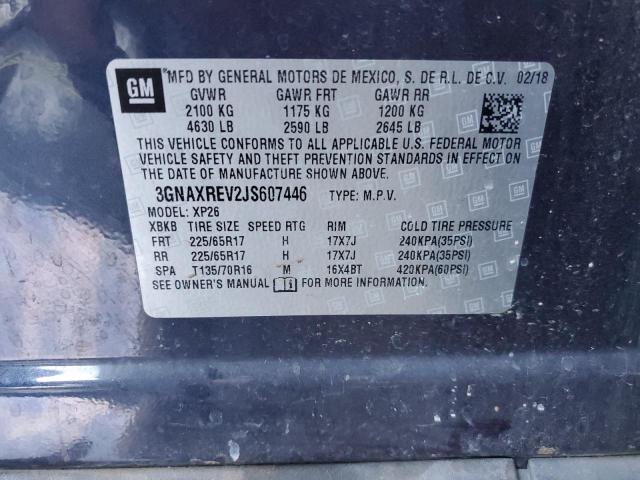 GM MFD BY GENERAL MOTORS DE MEXICO, S. DE R.L. DE C.V. 02/18
GVWR GAWR FRT GAWR RR
2100 KG 1175 KG 1200 KG
4630 LB 2590 LB 2645 LB
THIS VEHICLE CONFORMS TO ALL APPLICABLE U.S. FEDERAL MOTOR
VEHICLE SAFETY AND THEFT PREVENTION STANDARDS IN EFFECT ON
THE DATE OF MANUFACTURE SHOWN ABOVE.
3GNAXREV2JS607446 TYPE: M.P.V.
MODEL: XP26
XBKB TIRE SIZE SPEED RTG RIM COLD TIRE PRESSURE
FRT 225/65R17 H 17X7J 240KPA(35PSI)
RR 225/65R17 H 17X7J 240KPA(35PSI)
SPA T135/70R16 M 16X4BT 420KPA(60PSI)
SEE OWNER'S MANUAL FOR MORE INFORMATION.